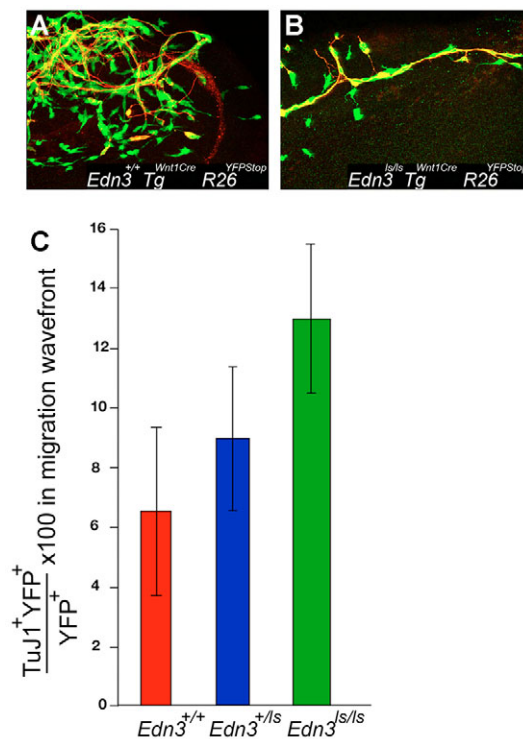 A
B
Edn3+/+ TgWnt1Cre R26YFPStop
Edn3ls/ls TgWnt1Cre R26YFPStop
C
16
14
12
10
8
6
4
2
0
TuJ1+YFP+
YFP+
x100 in migration wavefront
Edn3+/+ Edn3+/ls Edn3ls/ls